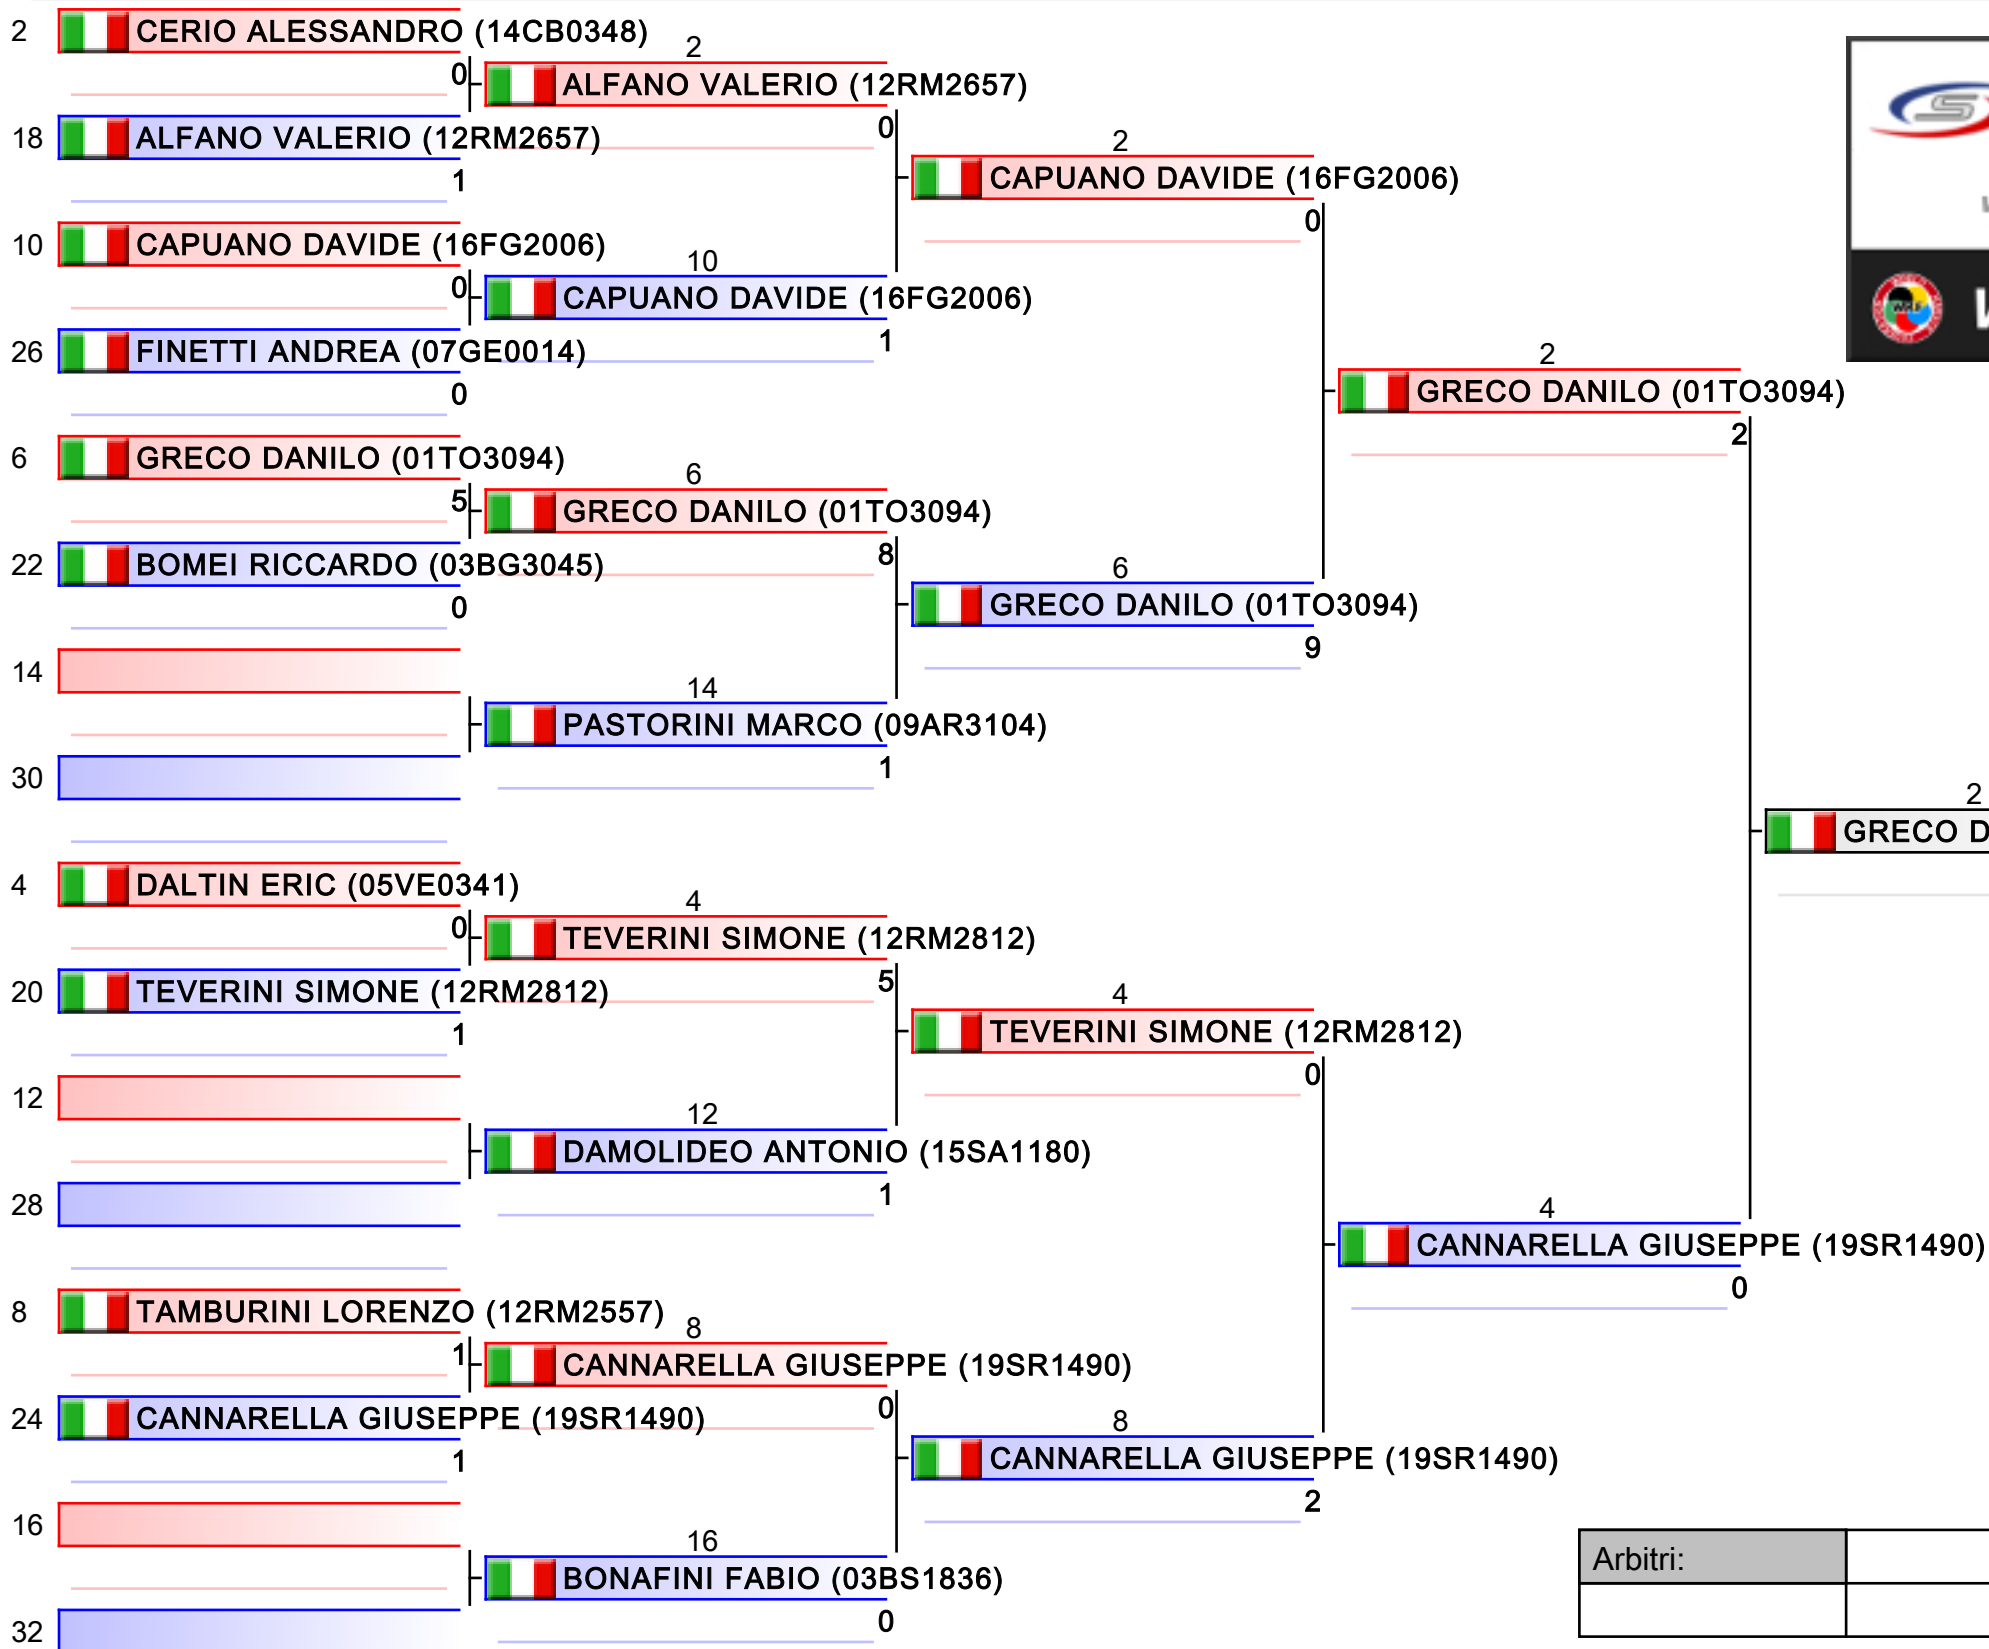 2 CERIO ALESSANDRO (14CB0348)
0
2
ALFANO VALERIO (12RM2657)
0
18 ALFANO VALERIO (12RM2657)
1
2
CAPUANO DAVIDE (16FG2006)
0
10 CAPUANO DAVIDE (16FG2006)
0
10
CAPUANO DAVIDE (16FG2006)
1
26 FINETTI ANDREA (07GE0014)
0
2
GRECO DANILO (01TO3094)
2
6 GRECO DANILO (01TO3094)
5
6
GRECO DANILO (01TO3094)
8
22 BOMEI RICCARDO (03BG3045)
0
6
GRECO DANILO (01TO3094)
9
14
14
PASTORINI MARCO (09AR3104)
1
30
2
GRECO D
4 DALTIN ERIC (05VE0341)
0
4
TEVERINI SIMONE (12RM2812)
5
20 TEVERINI SIMONE (12RM2812)
1
4
TEVERINI SIMONE (12RM2812)
0
12
12
DAMOLIDEO ANTONIO (15SA1180)
1
28
4
CANNARELLA GIUSEPPE (19SR1490)
0
8 TAMBURINI LORENZO (12RM2557)
1
8
CANNARELLA GIUSEPPE (19SR1490)
0
24 CANNARELLA GIUSEPPE (19SR1490)
1
8
CANNARELLA GIUSEPPE (19SR1490)
2
16
16
BONAFINI FABIO (03BS1836)
0
32
Arbitri: